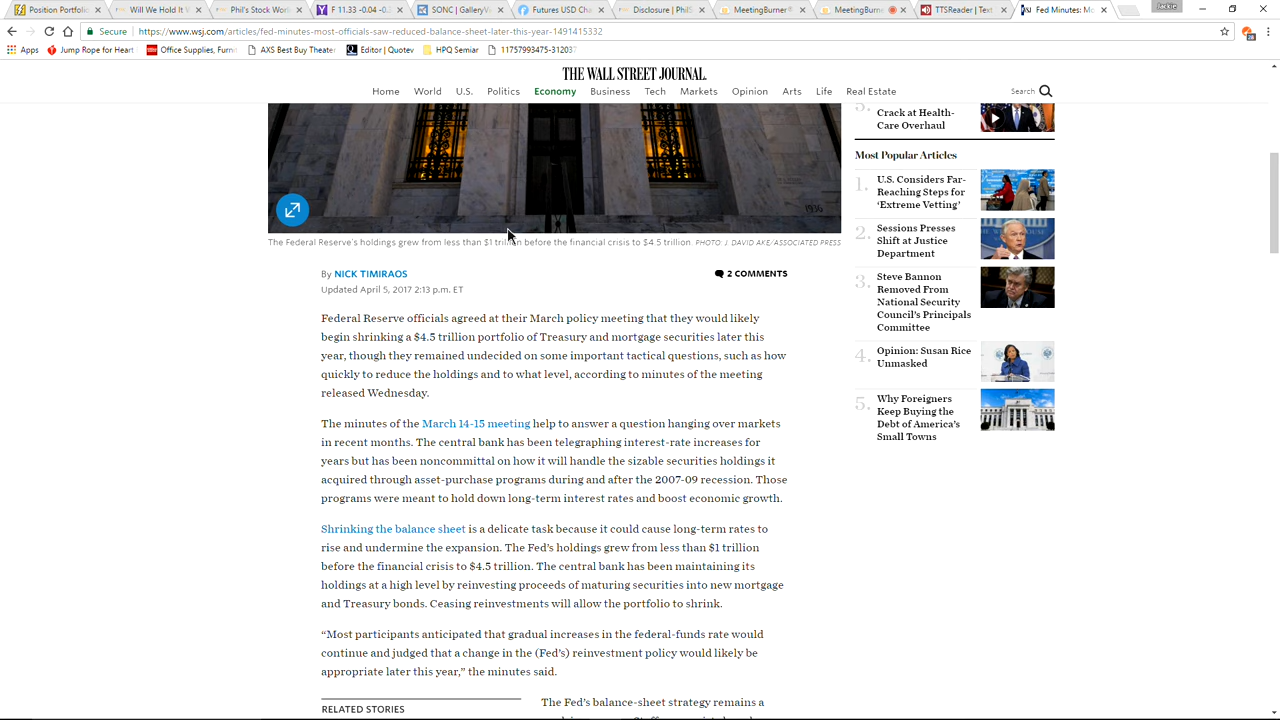 Position Portfoli
Will We Hold It
Phil's Stock Work
F 11.33 -0.04 -0.
SONC | GalleryVi
Futures USD Cha
Disclosure | PhilS
MeetingBurner
MeetingBurne
TTSReader | Text
Fed Minutes: Mo
Jackie
Secure
https://www.wsj.com/articles/fed-minutes-most-officials-saw-reduced-balance-sheet-later-this-year-1491415332
28
Apps
Jump Rope for Heart
Office Supplies, Furn
AXS Best Buy Theater
Editor | Quotev
HPQ Semiar
11757993475-31203
THE WALL STREET JOURNAL.
Home World U.S. Politics Economy Business Tech Markets Opinion Arts Life Real Estate
Search
1936
The Federal Reserve's holdings grew from less than $1 trillion before the financial crisis to $4.5 trillion. PHOTO: J. DAVID AKE/ASSOCIATED PRESS
By NICK TIMIRAOS
2 COMMENTS
Updated April 5, 2017 2:13 p.m. ET
Federal Reserve officials agreed at their March policy meeting that they would likely
begin shrinking a $4.5 trillion portfolio of Treasury and mortgage securities later this
year, though they remained undecided on some important tactical questions, such as how
quickly to reduce the holdings and to what level, according to minutes of the meeting
released Wednesday.
The minutes of the March 14-15 meeting help to answer a question hanging over markets
in recent months. The central bank has been telegraphing interest-rate increases for
years but has been noncommittal on how it will handle the sizable securities holdings it
acquired through asset-purchase programs during and after the 2007-09 recession. Those
programs were meant to hold down long-term interest rates and boost economic growth.
Shrinking the balance sheet is a delicate task because it could cause long-term rates to
rise and undermine the expansion. The Fed's holdings grew from less than $1 trillion
before the financial crisis to $4.5 trillion. The central bank has been maintaining its
holdings at a high level by reinvesting proceeds of maturing securities into new mortgage
and Treasury bonds. Ceasing reinvestments will allow the portfolio to shrink.
“Most participants anticipated that gradual increases in the federal-funds rate would
continue and judged that a change in the (Fed's) reinvestment policy would likely be
appropriate later this year,” the minutes said.
RELATED STORIES
The Fed's balance-sheet strategy remains a
5.
Crack at Health-
Care Overhaul
Most Popular Articles
1.
U.S. Considers Far-
Reaching Steps for
‘Extreme Vetting’
2.
Sessions Presses
Shift at Justice
Department
3.
Steve Bannon
Removed From
National Security
Council's Principals
Committee
4.
Opinion: Susan Rice
Unmasked
5.
Why Foreigners
Keep Buying the
Debt of America's
Small Towns